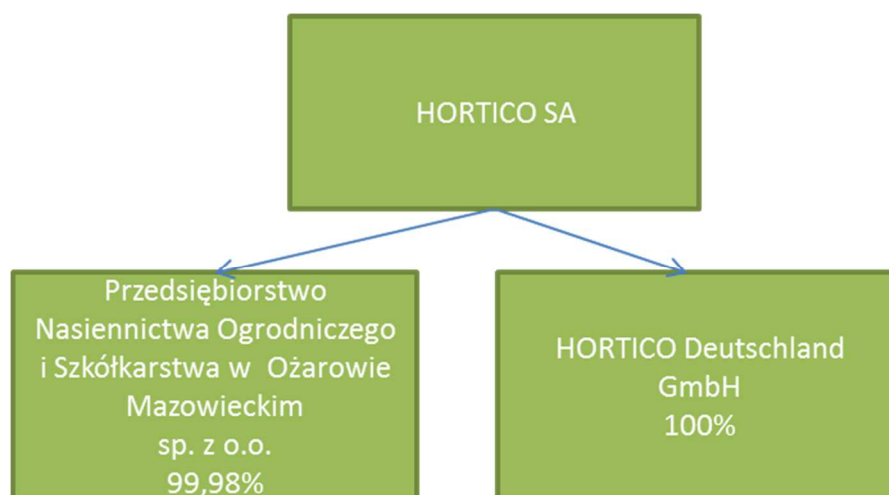 HORTICO SA
Przedsiębiorstwo
Nasiennictwa Ogrodniczego
i Szkółkarstwa w Ożarowie
Mazowieckim
sp. z o.o.
99,98%
HORTICO Deutschland
GmbH
100%